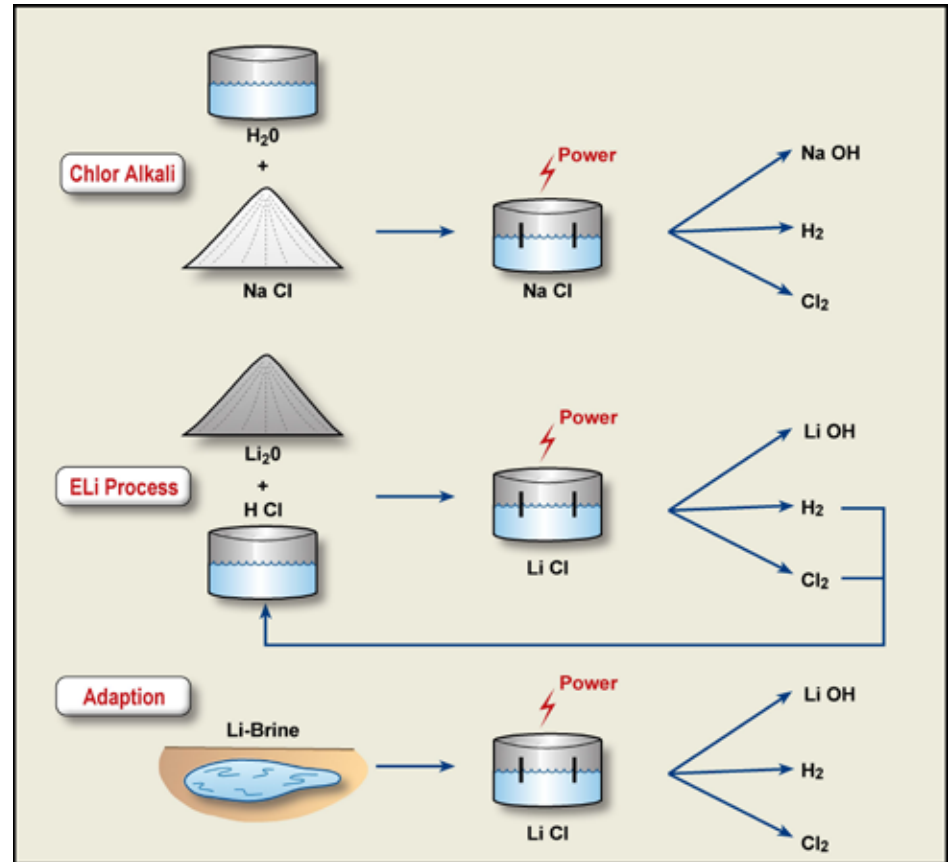 H₂0
+
Chlor Alkali
Na Cl
Power
Na Cl
Na OH
H₂
Cl₂
Li₂0
+
ELi Process
H Cl
Power
Li Cl
Li OH
H₂
Cl₂
Adaption
Li-Brine
Power
Li Cl
Li OH
H₂
Cl₂